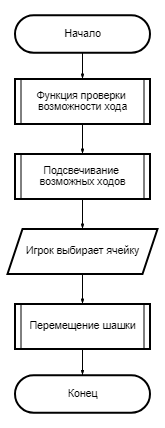 Начало
Функция проверки
возможности хода
Подсвечивание
возможных ходов
Игрок выбирает ячейку
Перемещение шашки
Конец